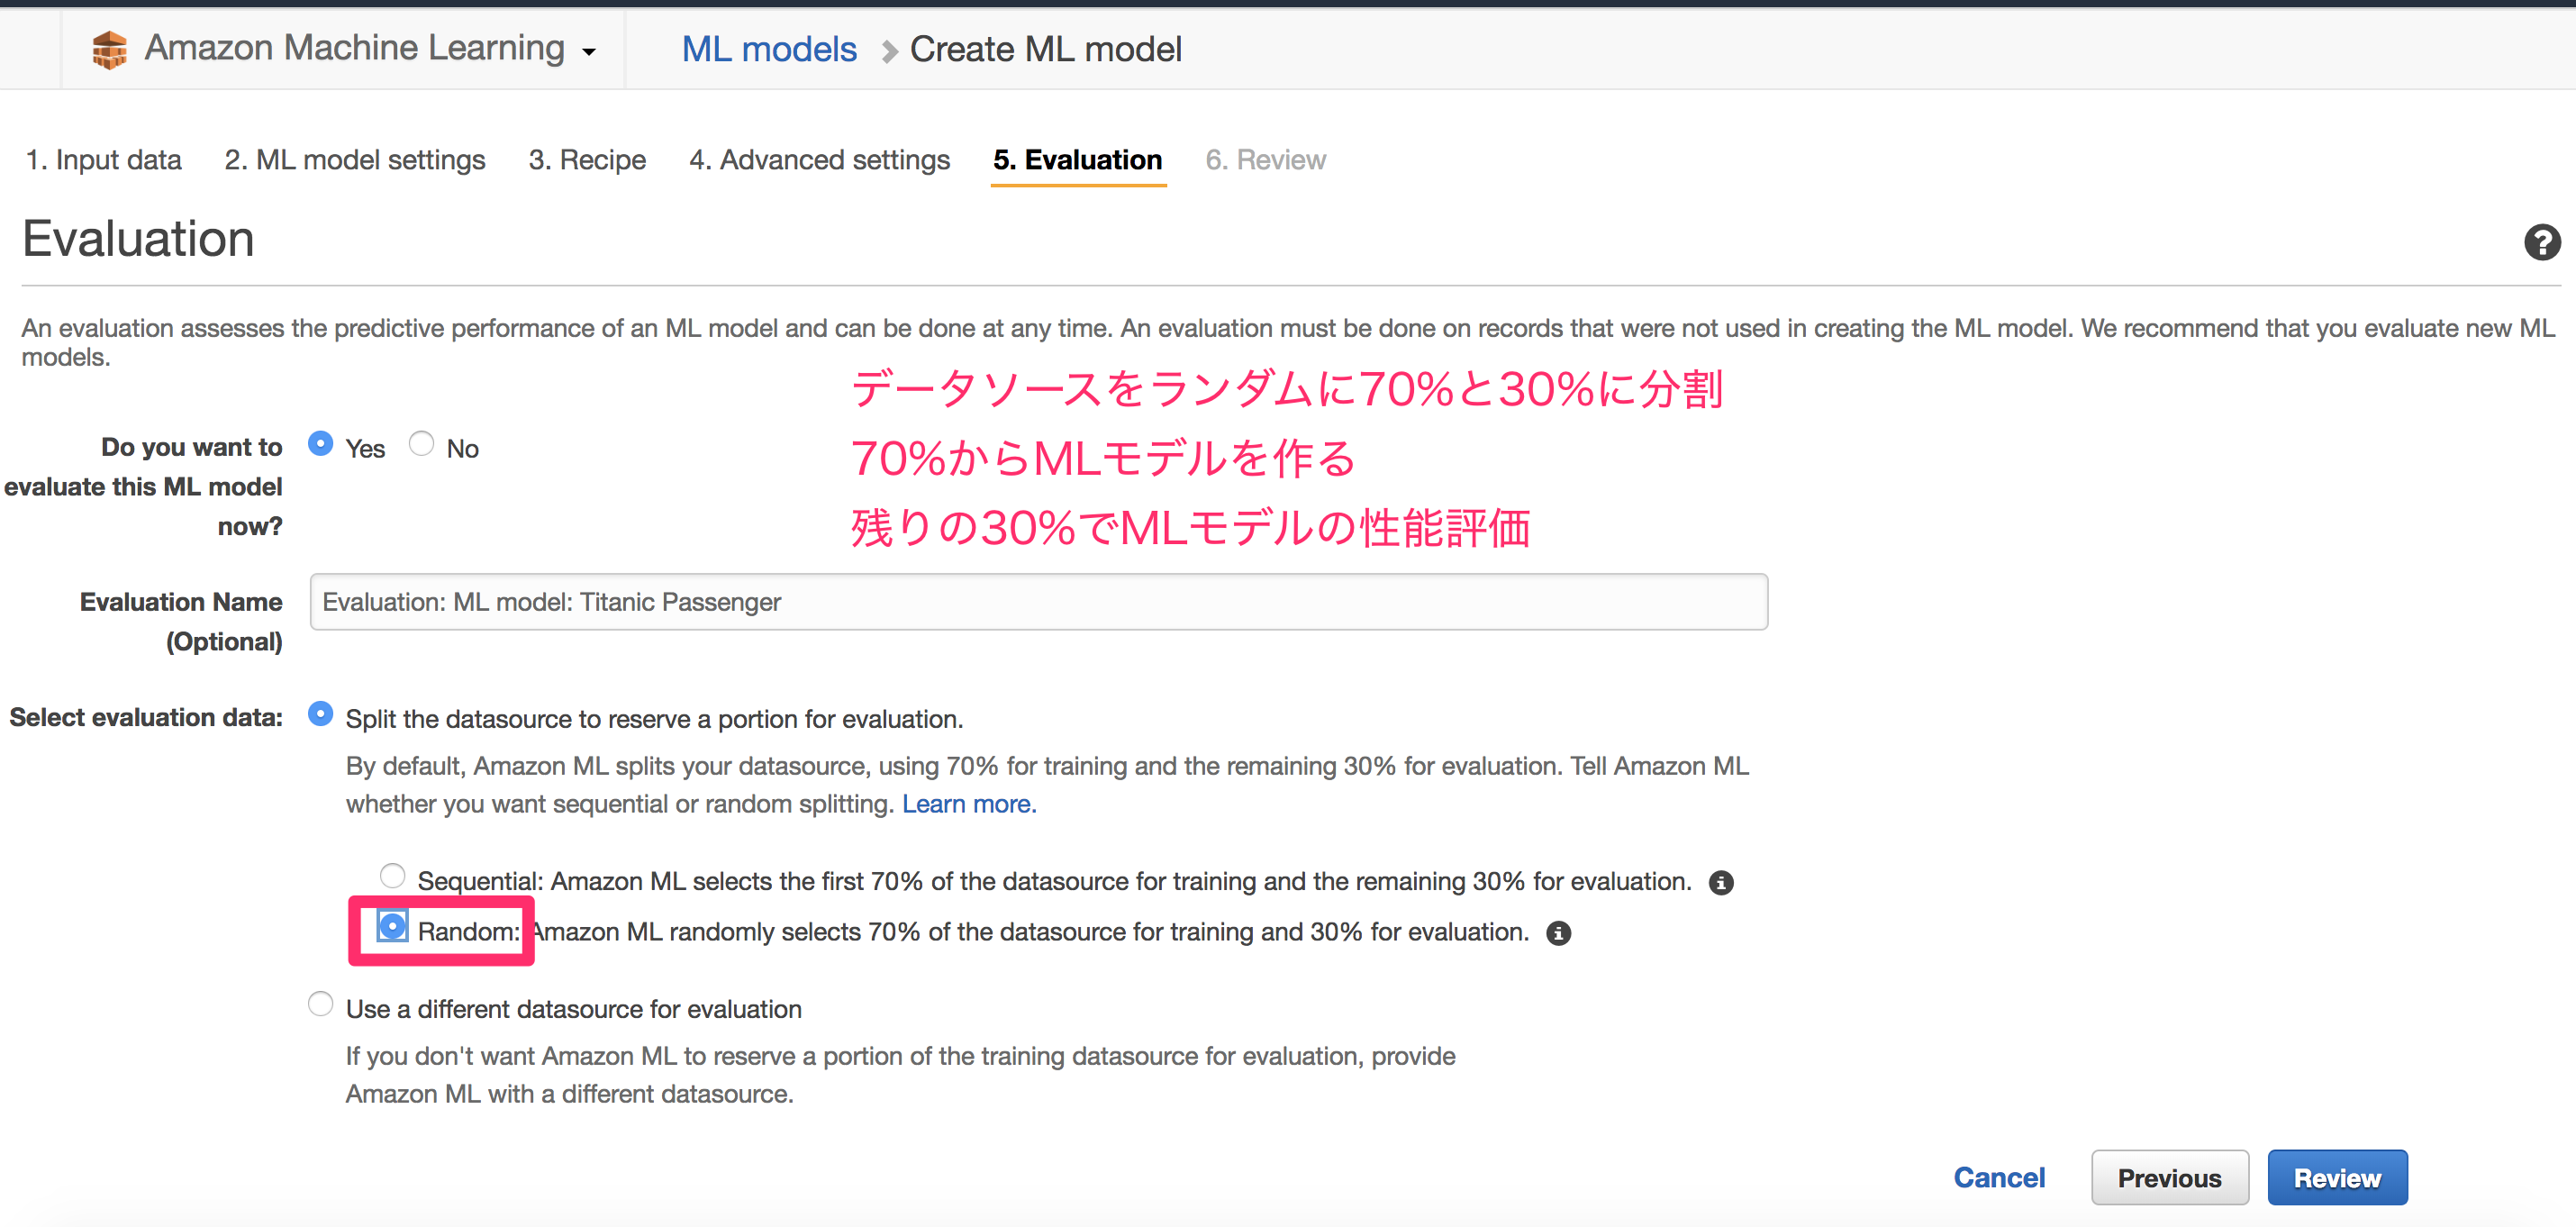 Amazon Machine Learning
ML models
Create ML model
1. Input data
2. ML model settings
3. Recipe
4. Advanced settings
5. Evaluation
6. Review
Evaluation
An evaluation assesses the predictive performance of an ML model and can be done at any time. An evaluation must be done on records that were not used in creating the ML model. We recommend that you evaluate new ML
models.
データソースをランダムに70%と30%に分割
70%からMLモデルを作る
残りの30%でMLモデルの性能評価
Do you want to
evaluate this ML model
now?
Yes
No
Evaluation Name
(Optional)
Evaluation: ML model: Titanic Passenger
Select evaluation data:
Split the datasource to reserve a portion for evaluation.
By default, Amazon ML splits your datasource, using 70% for training and the remaining 30% for evaluation. Tell Amazon ML
whether you want sequential or random splitting. Learn more.
Sequential: Amazon ML selects the first 70% of the datasource for training and the remaining 30% for evaluation.
Random: Amazon ML randomly selects 70% of the datasource for training and 30% for evaluation.
Use a different datasource for evaluation
If you don't want Amazon ML to reserve a portion of the training datasource for evaluation, provide
Amazon ML with a different datasource.
Cancel
Previous
Review